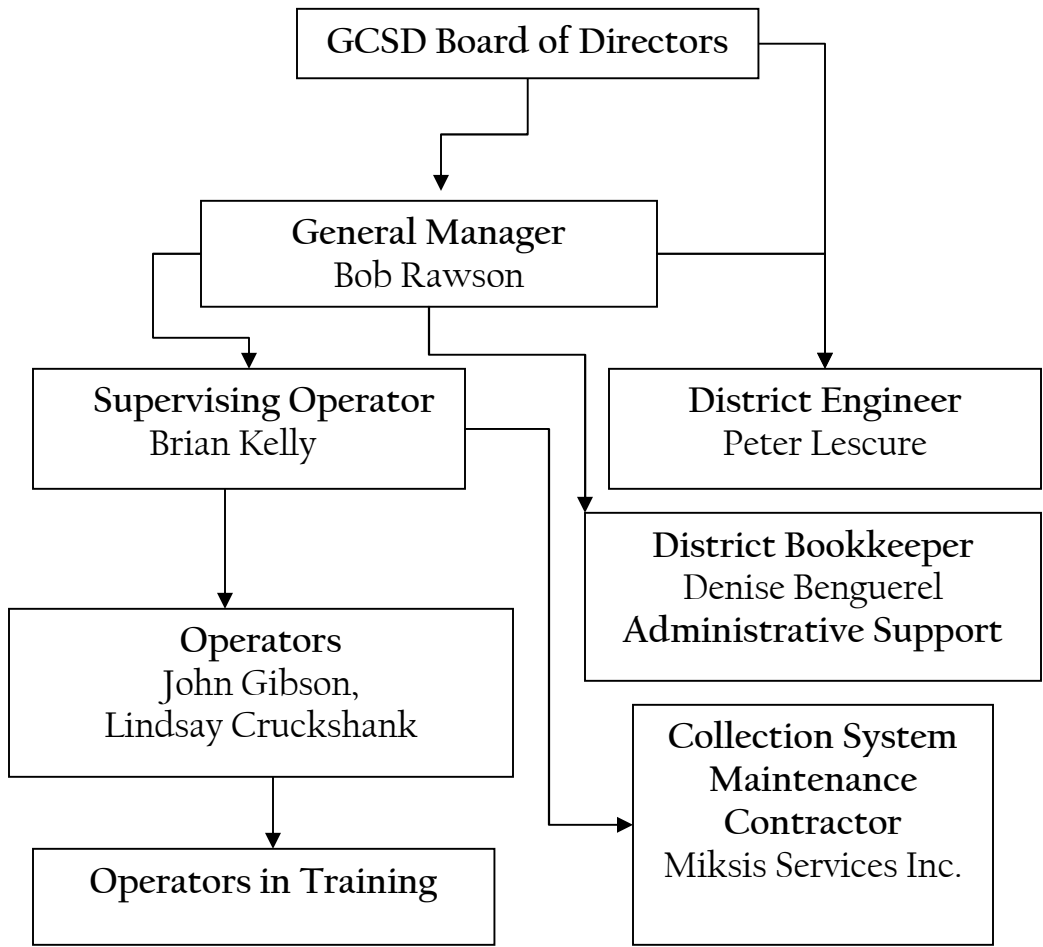 GCSD Board of Directors
General Manager
Bob Rawson
Supervising Operator
Brian Kelly
District Engineer
Peter Lescure
District Bookkeeper
Denise Benguerel
Administrative Support
Operators
John Gibson,
Lindsay Cruckshank
Collection System
Maintenance
Contractor
Miksis Services Inc.
Operators in Training